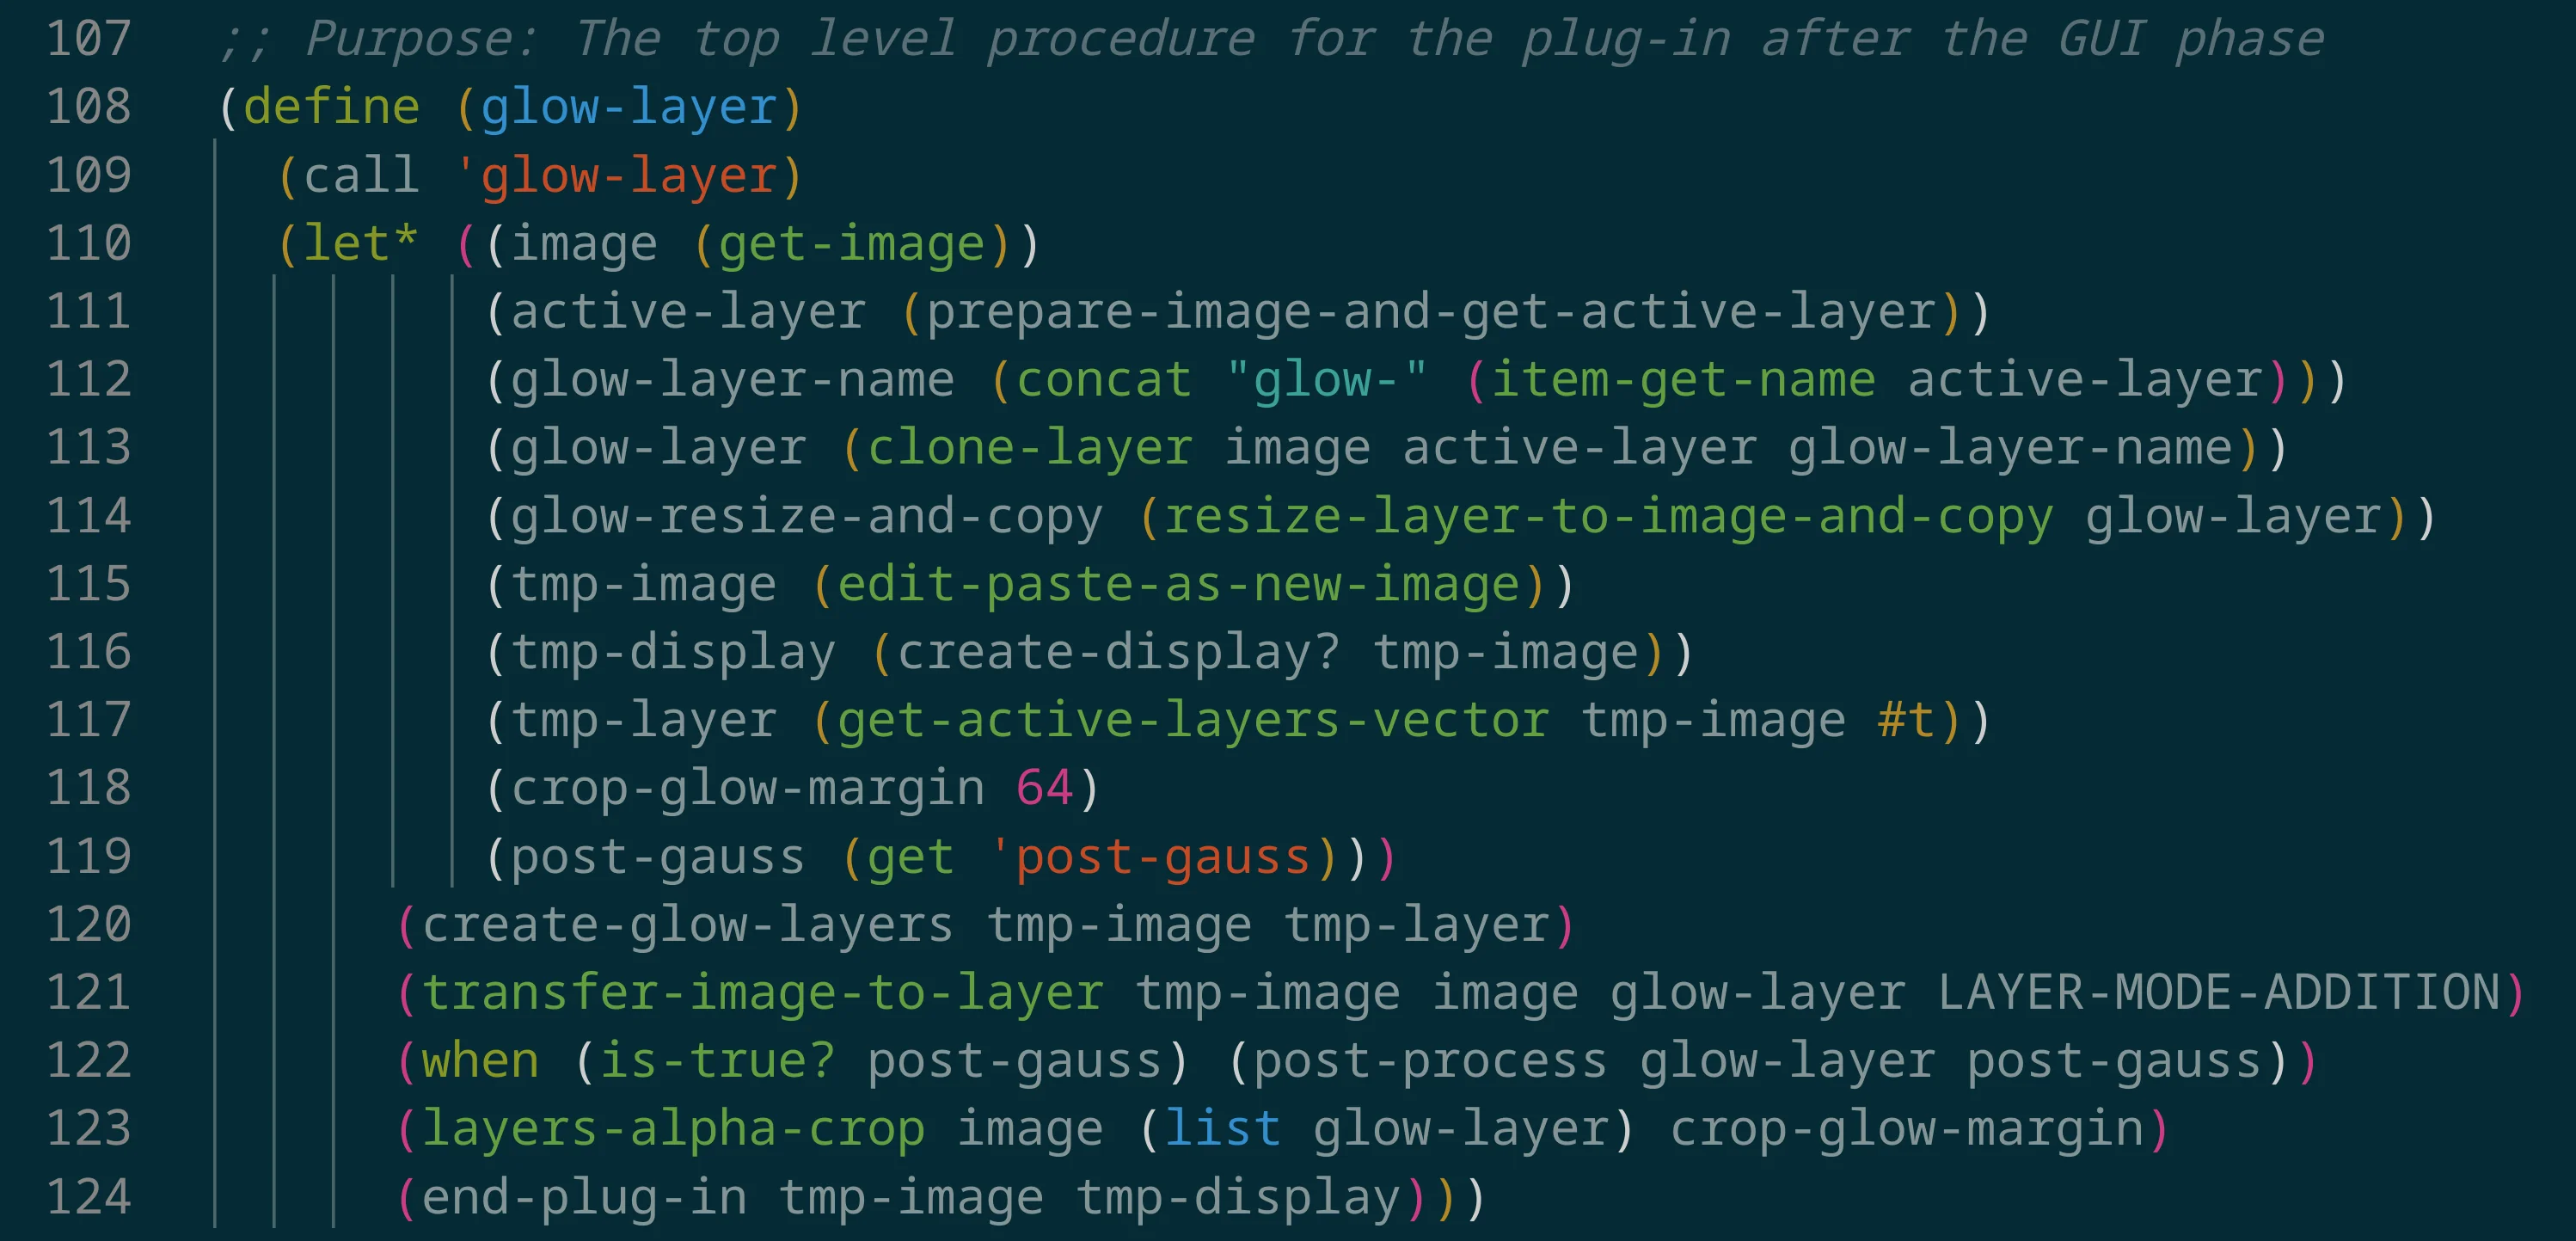 107 ;; Purpose: The top level procedure for the plug-in after the GUI phase
108 (define (glow-layer)
109   (call 'glow-layer)
110   (let* ((image (get-image))
111          (active-layer (prepare-image-and-get-active-layer))
112          (glow-layer-name (concat "glow-" (item-get-name active-layer)))
113          (glow-layer (clone-layer image active-layer glow-layer-name))
114          (glow-resize-and-copy (resize-layer-to-image-and-copy glow-layer))
115          (tmp-image (edit-paste-as-new-image))
116          (tmp-display (create-display? tmp-image))
117          (tmp-layer (get-active-layers-vector tmp-image #t))
118          (crop-glow-margin 64)
119          (post-gauss (get 'post-gauss)))
120       (create-glow-layers tmp-image tmp-layer)
121       (transfer-image-to-layer tmp-image image glow-layer LAYER-MODE-ADDITION)
122       (when (is-true? post-gauss) (post-process glow-layer post-gauss))
123       (layers-alpha-crop image (list glow-layer) crop-glow-margin)
124       (end-plug-in tmp-image tmp-display)))